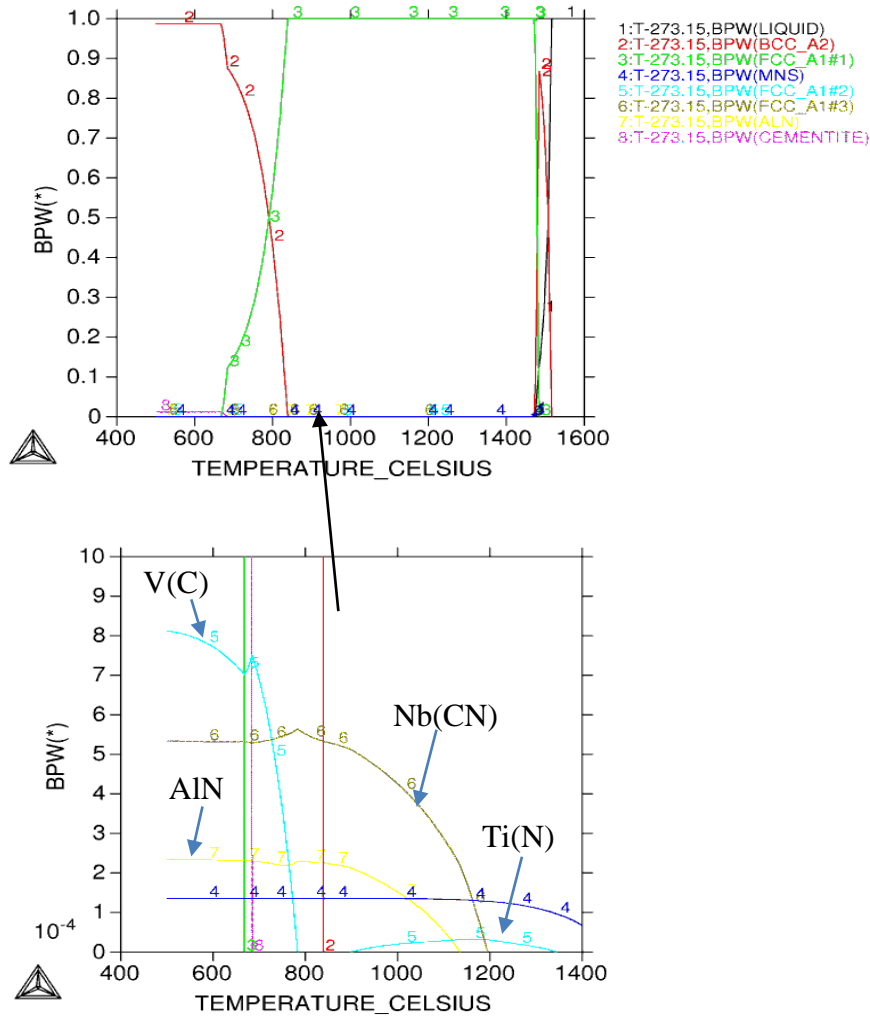 1.0
0.9
0.8
0.7
0.6
0.5
0.4
0.3
0.2
0.1
0
BPW(*)
400 600 800 1000 1200 1400 1600
TEMPERATURE_CELSIUS
1:T-273.15,BPW(LIQUID)
2:T-273.15,BPW(BCC_A2)
3:T-273.15,BPW(FCC_A1#1)
4:T-273.15,BPW(MNS)
5:T-273.15,BPW(FCC_A1#2)
6:T-273.15,BPW(FCC_A1#3)
7:T-273.15,BPW(ALN)
8:T-273.15,BPW(CEMENTITE)
10
9
8
7
6
5
4
3
2
1
0
10-4
BPW(*)
V(C)
Nb(CN)
AlN
Ti(N)
400 600 800 1000 1200 1400
TEMPERATURE_CELSIUS